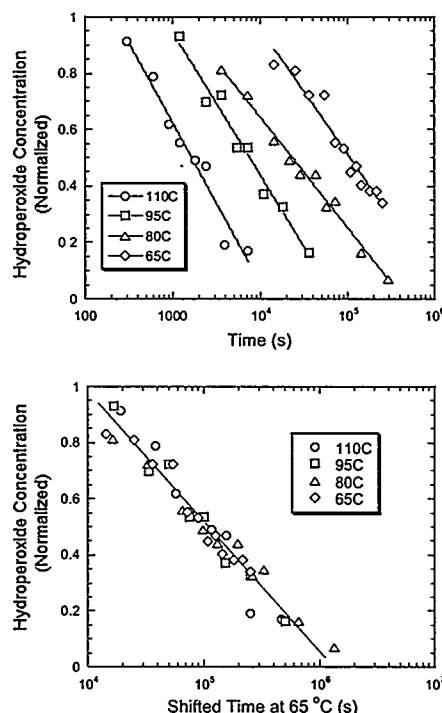 Hydroperoxide Concentration
(Normalized)
1
0.8
0.6
0.4
0.2
0
110C
95C
80C
65C
100
1000
10⁴
10⁵
10⁶
Time (s)
Hydroperoxide Concentration
(Normalized)
1
0.8
0.6
0.4
0.2
0
110C
95C
80C
65C
10⁴
10⁵
10⁶
10⁷
Shifted Time at 65 °C (s)